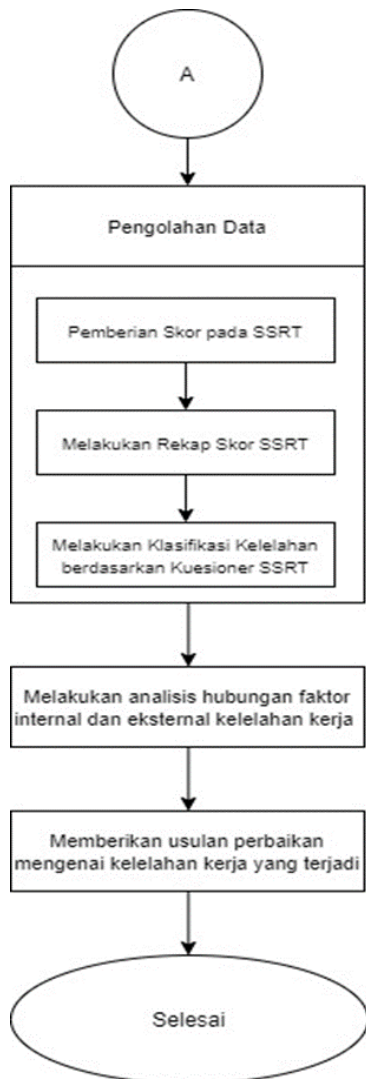 A
Pengolahan Data
Pemberian Skor pada SSRT
Melakukan Rekap Skor SSRT
Melakukan Klasifikasi Kelelahan
berdasarkan Kuesioner SSRT
Melakukan analisis hubungan faktor
internal dan eksternal kelelahan kerja
Memberikan usulan perbaikan
mengenai kelelahan kerja yang terjadi
Selesai